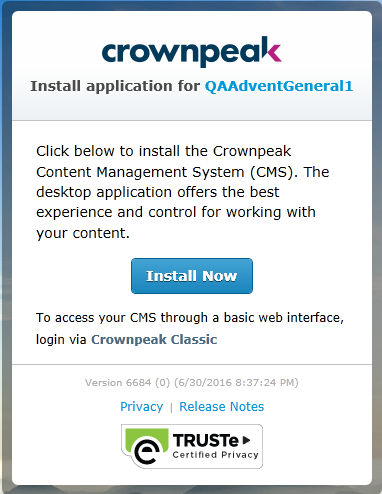 crownpeak
Install application for QAAdventGeneral1
Click below to install the Crownpeak
Content Management System (CMS). The
desktop application offers the best
experience and control for working with
your content.
Install Now
To access your CMS through a basic web interface,
login via Crownpeak Classic
Version 6684 (0) (6/30/2016 8:37:24 PM)
Privacy | Release Notes
TRUSTe
Certified Privacy